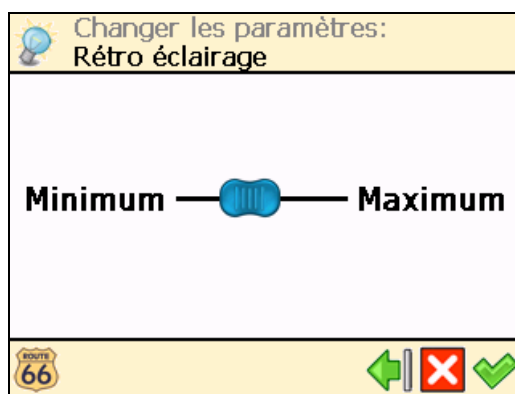 Changer les paramètres:
Rétro éclairage
Minimum Maximum
ROUTE
66